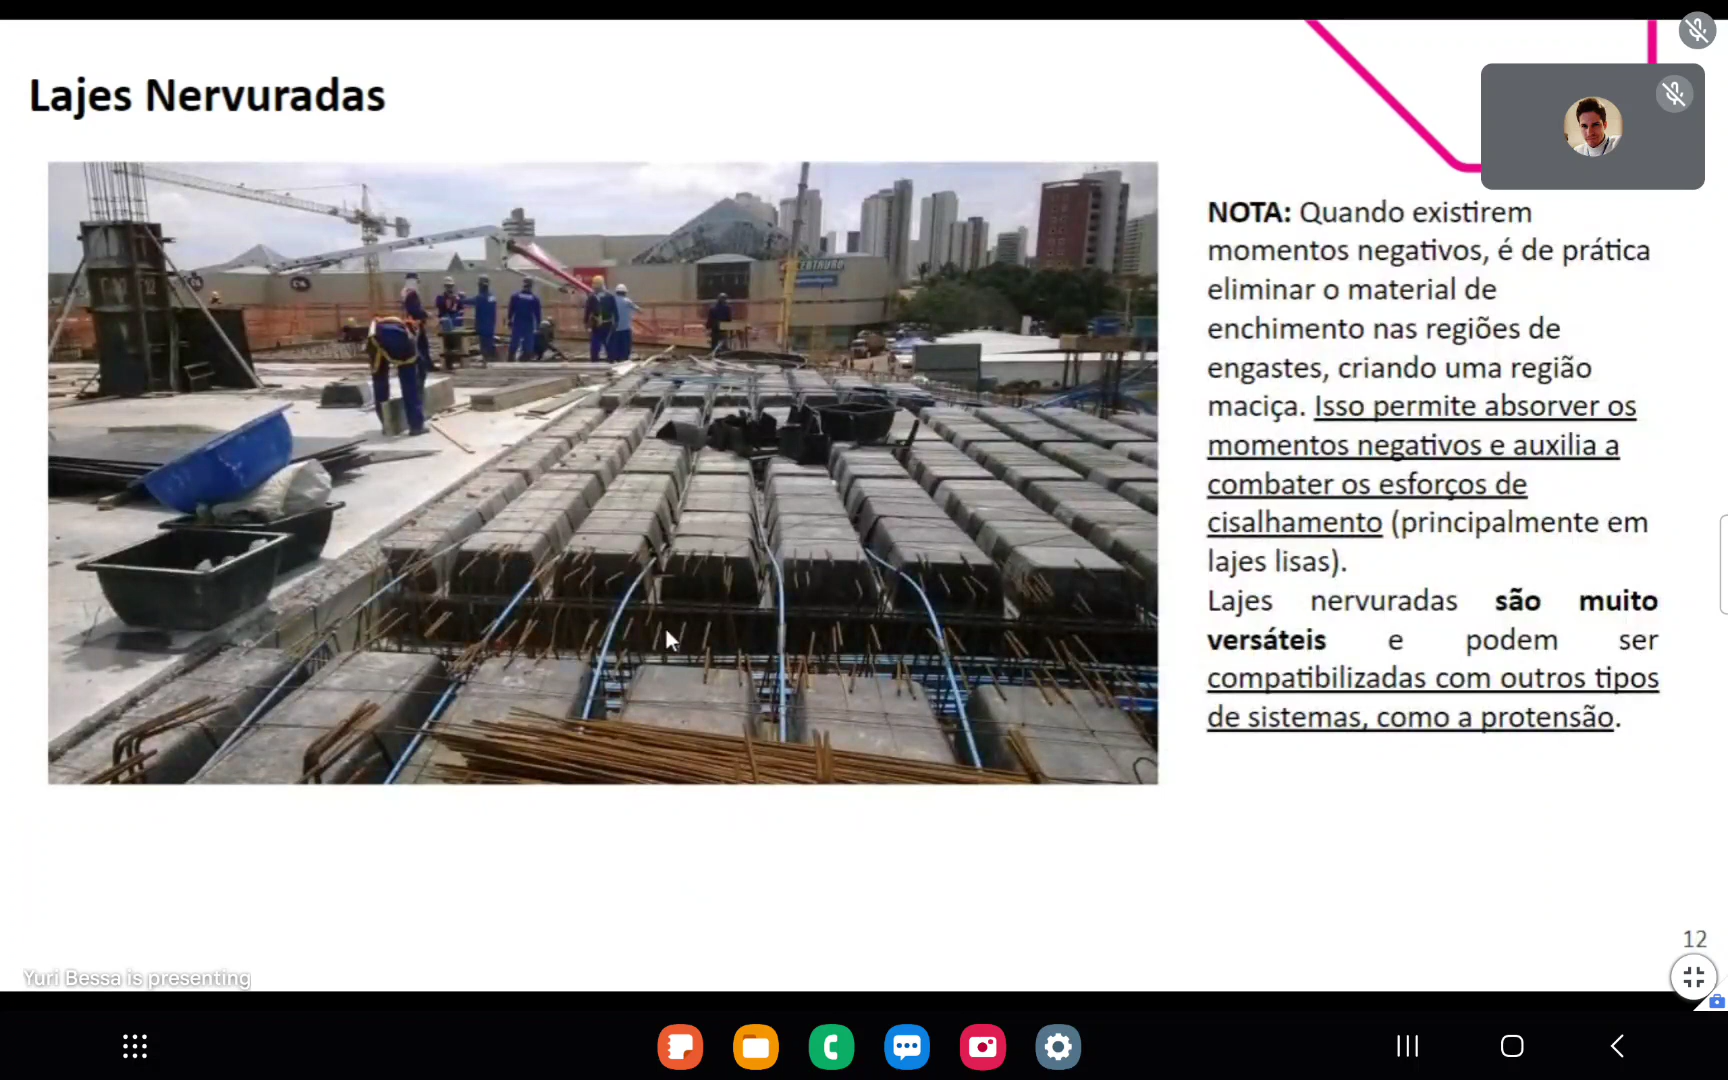 Lajes Nervuradas
CENTAURO
NOTA: Quando existirem
momentos negativos, é de prática
eliminar o material de
enchimento nas regiões de
engastes, criando uma região
maciça. Isso permite absorver os
momentos negativos e auxilia a
combater os esforços de
cisalhamento (principalmente em
lajes lisas).
Lajes nervuradas são muito
versáteis e podem ser
compatibilizadas com outros tipos
de sistemas, como a protensão.
12
Yuri Bessa is presenting